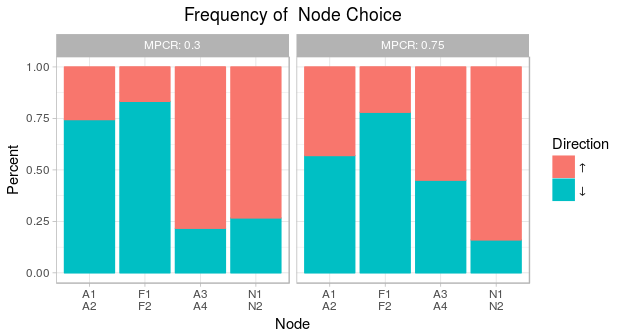 Frequency of  Node Choice
MPCR: 0.3
MPCR: 0.75
Percent
1.00
0.75
0.50
0.25
0.00
A1
A2
F1
F2
A3
A4
N1
N2
A1
A2
F1
F2
A3
A4
N1
N2
Node
Direction
↑
↓